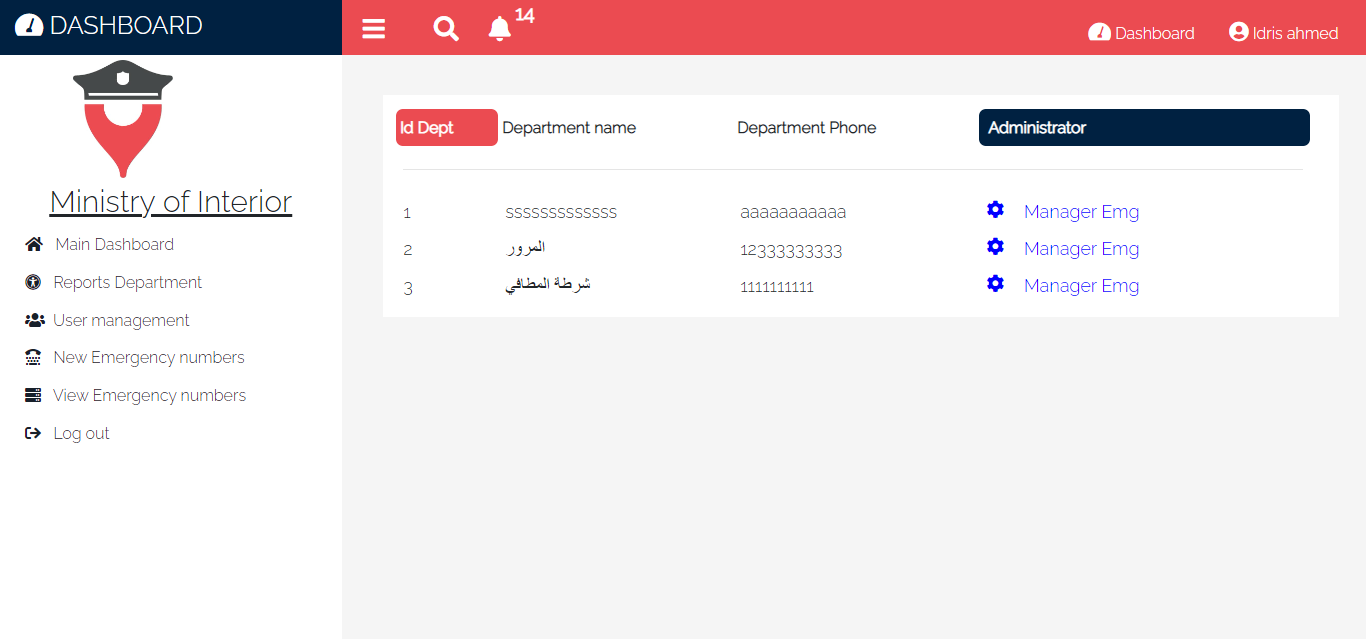 DASHBOARD
14
Dashboard
Idris ahmed
Ministry of Interior
Main Dashboard
Reports Department
User management
New Emergency numbers
View Emergency numbers
Log out
Id Dept Department name Department Phone Administrator
1 sssssssssssss aaaaaaaaaaa Manager Emg
2 المرور 12333333333 Manager Emg
3 شرطة المطافي 1111111111 Manager Emg